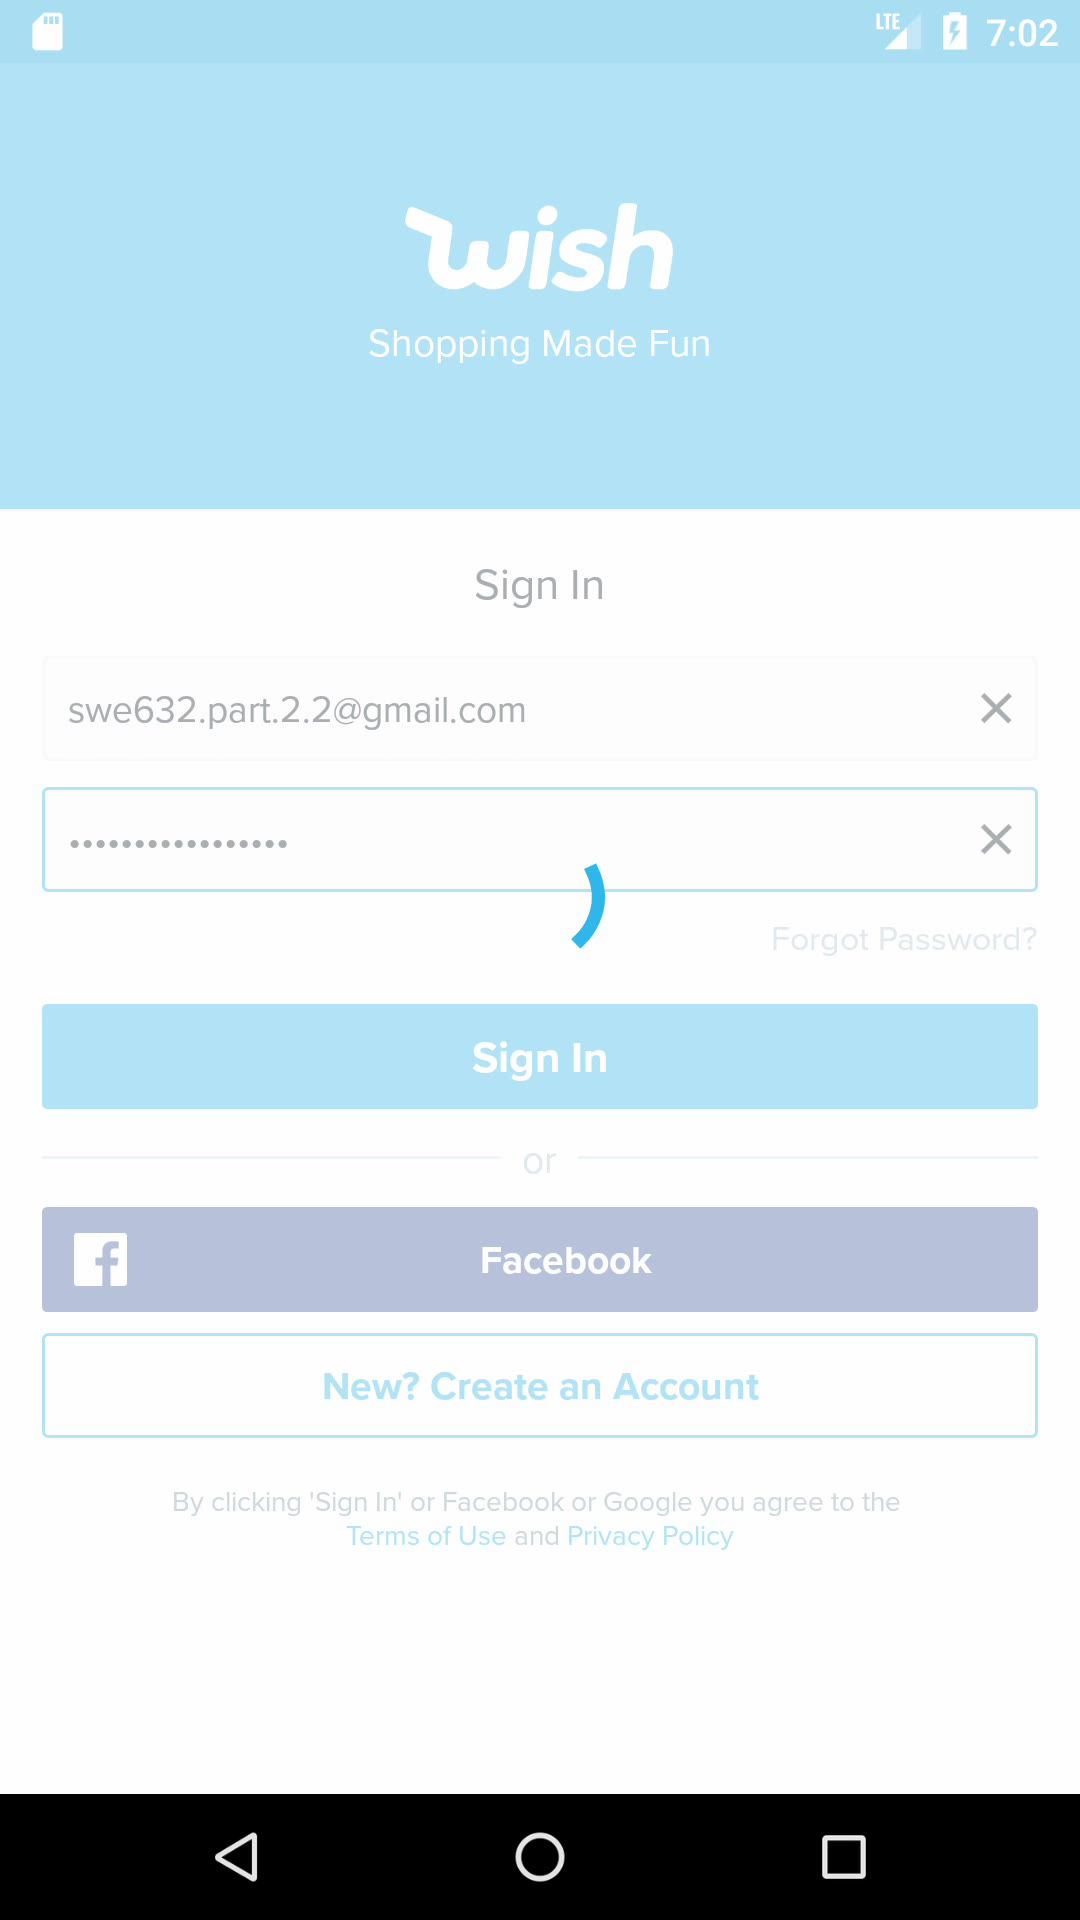 LTE 7:02
wish
Shopping Made Fun
Sign In
swe632.part.2.2@gmail.com
•••••••••••••••••
Forgot Password?
Sign In
or
Facebook
New? Create an Account
By clicking 'Sign In' or Facebook or Google you agree to the
Terms of Use and Privacy Policy